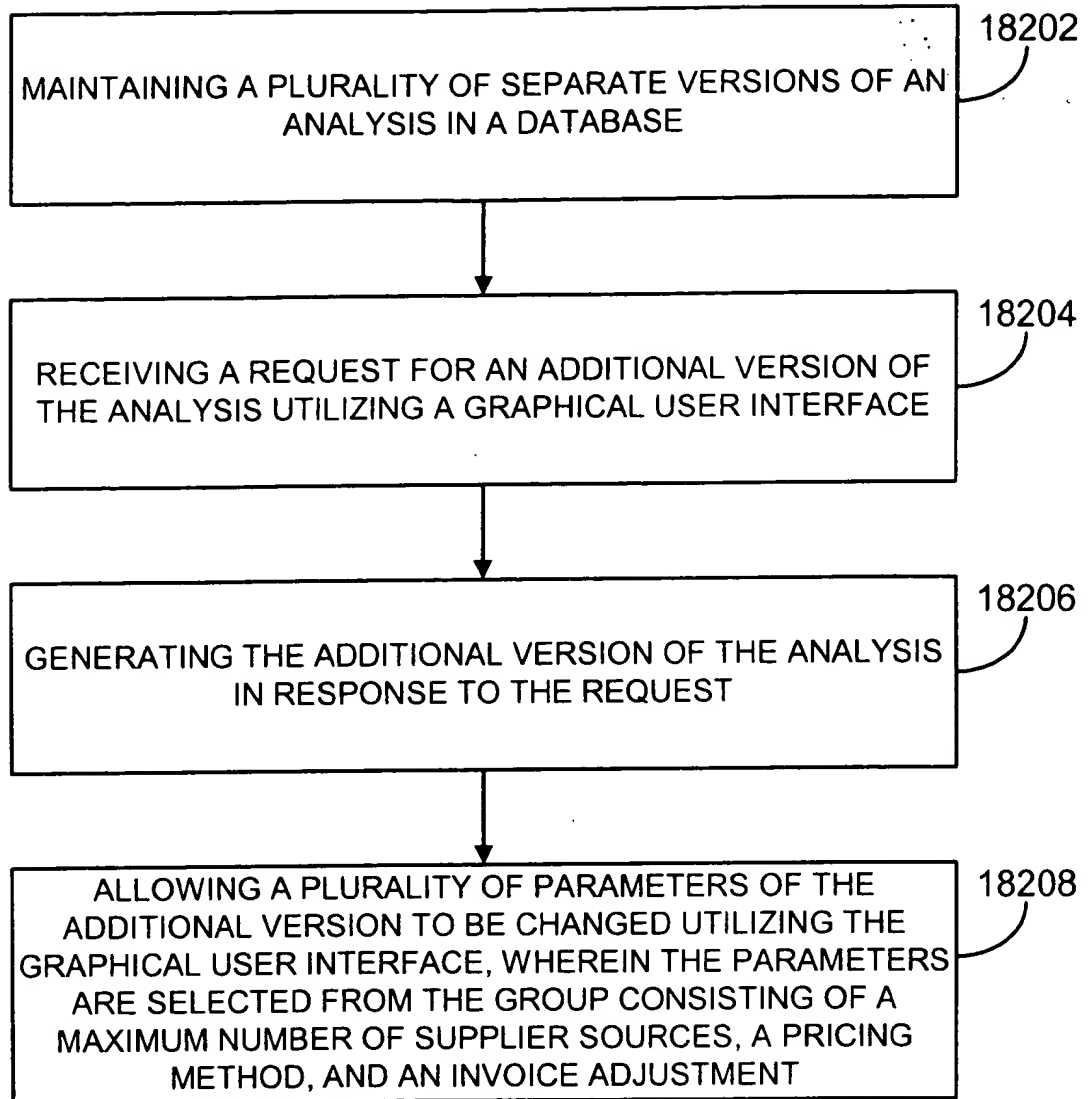 18202
MAINTAINING A PLURALITY OF SEPARATE VERSIONS OF AN
ANALYSIS IN A DATABASE
18204
RECEIVING A REQUEST FOR AN ADDITIONAL VERSION OF
THE ANALYSIS UTILIZING A GRAPHICAL USER INTERFACE
18206
GENERATING THE ADDITIONAL VERSION OF THE ANALYSIS
IN RESPONSE TO THE REQUEST
18208
ALLOWING A PLURALITY OF PARAMETERS OF THE
ADDITIONAL VERSION TO BE CHANGED UTILIZING THE
GRAPHICAL USER INTERFACE, WHEREIN THE PARAMETERS
ARE SELECTED FROM THE GROUP CONSISTING OF A
MAXIMUM NUMBER OF SUPPLIER SOURCES, A PRICING
METHOD, AND AN INVOICE ADJUSTMENT